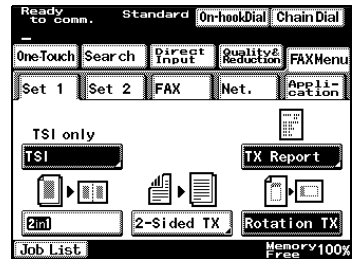 Ready to comm. Standard On-hookDial Chain Dial
One-Touch Search Direct Input Quality& Reduction FAXMenu
Set 1 Set 2 FAX Net. Appli-cation
TSI only
TSI TX Report
2in1 2-Sided TX Rotation TX
Job List Memory Free 100%